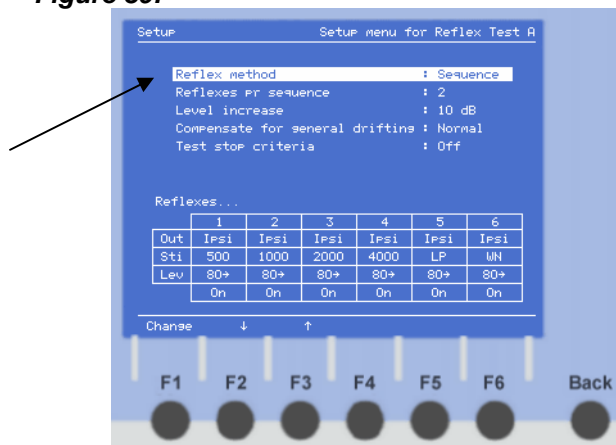 Setup Setup menu for Reflex Test A
Reflex method : Sequence
Reflexes pr sequence : 2
Level increase : 10 dB
Compensate for general drifting : Normal
Test stop criteria : Off
Reflexes...
1 2 3 4 5 6
Out Ipsi Ipsi Ipsi Ipsi Ipsi Ipsi
Sti 500 1000 2000 4000 LP WN
Lev 80→ 80→ 80→ 80→ 80→ 80→
On On On On On On
Change ↓ ↑
F1 F2 F3 F4 F5 F6 Back